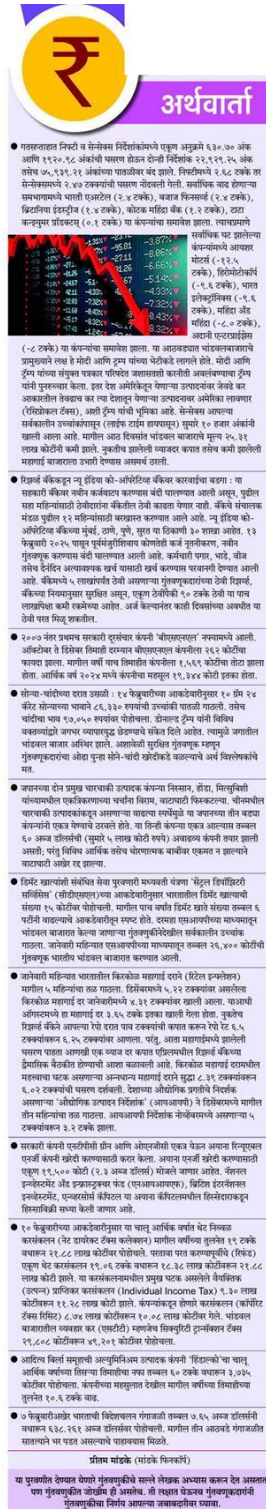 ₹
अर्थवार्ता
● गतसप्ताहात निफ्टी व सेन्सेक्स निर्देशांकांमध्ये एकूण अनुक्रमे ६३०.७० अंक
आणि १९२०.९८ अंकांची घसरण होऊन दोन्ही निर्देशांक २२,९२९.२५ अंक
तसेच ७५,९३९.२१ अंकांच्या पातळीवर बंद झाले. निफ्टीमध्ये २.६८ टक्के तर
सेन्सेक्समध्ये २.४७ टक्क्यांची घसरण नोंदवली गेली. सर्वाधिक वाढ होणाऱ्या
समभागामध्ये भारती एअरटेल (२.४ टक्के), बजाज फिनसर्व्ह (२.४ टक्के),
ब्रिटानिया इंडस्ट्रीज (१.४ टक्के), कोटक महिंद्रा बँक (१.२ टक्के), टाटा
कन्झ्युमर प्रॉडक्टस् (०.१ टक्के) या कंपन्यांचा समावेश झाला. त्याचप्रमाणे
सर्वाधिक घट झालेल्या
कंपन्यांमध्ये आयशर
मोटर्स (-१२.५
टक्के), हिरोमोटोकॉर्प
(-९.६ टक्के), भारत
इलेक्ट्रॉनिक्स (-९.६
टक्के), महिंद्रा अँड
महिंद्रा (-८.० टक्के),
अदानी एन्टरप्राईझेस
(-८ टक्के) या कंपन्यांचा समावेश झाला. या आठवड्यात भांडवलबाजाराचे
प्रामुख्याने लक्ष हे मोदी आणि ट्रम्प यांच्या भेटीकडे लागले होते. मोदी आणि
ट्रॅम्प यांच्या संयुक्त पत्रकार परिषदेत जशासतशी करनीती अवलंबण्याचा ट्रॅम्प
यांनी पुनरुच्चार केला. इतर देश अमेरिकेतून येणाऱ्या उत्पादनांवर जेवढे कर
आकारतील तेवढाच कर त्या देशातून येणाऱ्या उत्पादनावर अमेरिका लावणार
(रेसिप्रोकल टॅक्स), अशी ट्रॅम्प यांची भूमिका आहे. सेन्सेक्स आपल्या
सर्वकालीन उच्चांकापासून (लाईफ टाईम हायपासून) सुमारे १० हजार अंकांनी
खाली आला आहे. मागील आठ दिवसांत भांडवल बाजाराचे मूल्य २५.३१
लाख कोटींनी कमी झाले. नुकतीच झालेली व्याजदर कपात तसेच कमी झालेली
महागाई बाजाराला उभारी देण्यास असमर्थ ठरली.
● रिझर्व्ह बँकेकडून न्यू इंडिया को-ऑपरेटिव्ह बँकेवर कारवाईचा बडगा : या
सहकारी बँकेवर नवीन कर्जवाटप करण्यास बंदी घालण्यात आली असून, पुढील
सहा महिन्यांसाठी ठेवीदारांना बँकेतील ठेवी काढता येणार नाही. बँकेचे संचालक
मंडळ पुढील १२ महिन्यांसाठी बरखास्त करण्यात आले आहे. न्यू इंडिया को-
ऑपरेटिव्ह बँकेच्या मुंबई, ठाणे, पुणे, सुरत या ठिकाणी ३० शाखा आहेत. १३
फेब्रुवारी २०२५ पासून पूर्वमंजुरीशिवाय कोणतेही कर्ज नूतनीकरण, नवीन
गुंतवणूक करण्यास बंदी घालण्यात आली आहे. कर्मचारी पगार, भाडे, वीज
तसेच दैनंदिन अत्यावश्यक खर्च यासाठी खर्च करण्यास परवानगी देण्यात आली
आहे. बँकेमध्ये ५ लाखांपर्यंत ठेवी असणाऱ्या गुंतवणूकदारांच्या ठेवी रिझर्व्ह,
बँकेच्या नियमानुसार सुरक्षित असून, एकूण ठेवींपैकी ९० टक्के ठेवी या पाच
लाखांपेक्षा कमी रकमेच्या आहेत. अर्ज केल्यानंतर काही दिवसांच्या अवधीत या
ठेवी परत मिळू शकतील.
● २००७ नंतर प्रथमच सरकारी दूरसंचार कंपनी 'बीएसएनएल' नफ्यामध्ये आली.
ऑक्टोबर ते डिसेंबर तिमाही दरम्यान बीएसएनएल कंपनीला २६२ कोटींचा
फायदा झाला. मागील वर्षी याच तिमाहीत कंपनीला १,५६९ कोटींचा तोटा झाला
होता. आर्थिक वर्ष २०२४ मध्ये कंपनीचा महसूल १९,३४४ कोटी इतका होता.
● सोन्या-चांदीच्या दरात उसळी : १४ फेब्रुवारीच्या आकडेवारीनुसार १० ग्रॅम २४
कॅरेट सोन्याच्या भावाने ८६,३३० रुपयांची उच्चांकी पातळी गाठली. तसेच
चांदीचा भाव ९७,०५० रुपयांवर पोहोचला. डोनाल्ड ट्रॅम्प यांनी विविध
वक्तव्याद्वारे जगभर व्यापारयुद्ध छेडण्याचे संकेत दिले आहेत. त्यामुळे जगातील
भांडवल बाजार अस्थिर झाले. अशावेळी सुरक्षित गुंतवणूक म्हणून
गुंतवणूकदारांचा ओढा पुन्हा सोने-चांदी खरेदीकडे वळल्याचे अर्थ विश्लेषकांचे
मत.
● जपानच्या दोन प्रमुख चारचाकी उत्पादक कंपन्या निस्सान, होंडा, मित्सुबिशी
यांच्यामधील एकत्रिकरणाच्या चर्चांना विराम, वाटाघाटी फिस्कटल्या. चीनमधील
चारचाकी उत्पादकांकडून असणाऱ्या वाढत्या स्पर्धेमुळे या जपानच्या तीन बड्या
कंपन्यांनी एकत्र येण्याचे ठरवले होते. या तिन्ही कंपन्या एकत्र आल्यास तब्बल
६० अब्ज डॉलर्सची (सुमारे ५ लाख कोटी रुपये) अवाढव्य कंपनी तयार झाली
असती; परंतु विविध आर्थिक तसेच धोरणात्मक बाबींवर एकमत न झाल्याने
वाटाघाटी अखेर रद्द झाल्या.
● डिमॅट खात्यांशी संबंधित सेवा पुरवणारी मध्यवर्ती यंत्रणा 'सेंट्रल डिपॉझिटरी
सर्व्हिसेस' (सीडीएसएल)च्या आकडेवारीनुसार भारतातील डिमॅट खात्याची
संख्या १५ कोटींवर पोहोचली. मागील पाच वर्षांत डिमॅट खाते संख्या तब्बल ६
पटींनी वाढल्याचे आकडेवारीतून स्पष्ट होते. दरमहा एसआयपीच्या माध्यमातून
भांडवल बाजारात केल्या जाणाऱ्या गुंतवणुकीनेदेखील सर्वकालीन उच्चांक
गाठला. जानेवारी महिन्यात एसआयपीच्या माध्यमातून तब्बल २६,४०० कोटींची
गुंतवणूक भारतीय भांडवल बाजारात करण्यात आली.
● जानेवारी महिन्यात भारतातील किरकोळ महागाई दराने (रिटेल इन्फ्लेशन)
मागील ५ महिन्यांचा तळ गाठला. डिसेंबरमध्ये ५.२२ टक्क्यांवर असलेला
किरकोळ महागाई दर जानेवारीमध्ये ४.३१ टक्क्यांवर खाली आला. याआधी
ऑगस्टमध्ये हा महागाई दर ३.६५ टक्के इतका खाली गेला होता. नुकतेच
रिझर्व्ह बँकेने आपल्या रेपो दरात पाव टक्क्यांची कपात करून रेपो रेट ६.५
टक्क्यांवरून ६.२५ टक्क्यांवर आणला. परंतु, आता महागाईमध्ये झालेली
घसरण पाहता आणखी एक व्याज दर कपात एप्रिलमधील रिझर्व्ह बँकेच्या
द्वैमासिक बैठकीत होण्याची आशा बळावली आहे. किरकोळ महागाई दरामधील
महत्त्वाचा घटक असणाऱ्या अन्नधान्य महागाई दराने सुद्धा ८.३९ टक्क्यांवरून
६.०२ टक्क्यांची घसरण दर्शवली. देशाच्या औद्योगिक प्रगतीचे निदर्शक
असणाऱ्या 'औद्योगिक उत्पादन निर्देशांक' (आयआयपी) ने डिसेंबरमध्ये मागील
तीन महिन्यांचा तळ गाठला. आयआयपी निर्देशांक नोव्हेंबरमध्ये असणाऱ्या ५
टक्क्यांवरून ३.२ टक्के झाला.
● सरकारी कंपनी एनटीपीसी ग्रीन आणि ओएनजीसी एकत्र येऊन अयाना रिन्यूएबल
एनर्जी कंपनी खरेदी करण्यासाठी करार केला. अयाना एनर्जी खरेदी करण्यासाठी
एकूण १९,५०० कोटी (२.३ अब्ज डॉलर्स) मोजले जाणार आहेत. नॅशनल
इन्व्हेस्टमेंट अँड इन्फ्रास्ट्रक्चर फंड (एनआयआयएफ), ब्रिटिश इंटरनॅशनल
इनव्हेस्टमेंट, एन्व्हरसोर्स कॅपिटल या अयाना कॅपिटलमधील हिस्सेदाराकडून
हिस्साविक्री सध्या केली जाणार आहे.
● १० फेब्रुवारीअखेरच्या आकडेवारीनुसार या चालू आर्थिक वर्षात थेट निव्वळ
करसंकलन (नेट डायरेक्ट टॅक्स कलेक्शन) मागील वर्षीच्या तुलनेत १९ टक्के
वधारून २१.८८ लाख कोटींवर पोहोचले. परतावा परत करण्यापूर्वीचे (रिफंड)
एकूण थेट करसंकलन १९.०६ टक्के वधारून १८.३८ लाख कोटींवरून २१.८८
लाख कोटी झाले. या करसंकलनामधील प्रमुख घटक असलेले वैयक्तिक
(उत्पन्न) प्राप्तिकर करसंकलन (Individual Income Tax) ९.३० लाख
कोटींवरून ११.२८ लाख कोटी झाले. कंपन्यांकडून होणारे करसंकलन (कॉर्पोरेट
टॅक्स रिसिट) ८.७४ लाख कोटींवरून १०.०८ लाख कोटींवर गेले. भांडवल
बाजारातील व्यवहार कर (एसटीटी) म्हणजेच सिक्युरिटी ट्रान्सॅक्शन टॅक्स
२९,८०८ कोटींवरून ४९,२०१ कोटींवर पोहोचला.
● आदित्य बिर्ला समूहाची अल्युमिनिअम उत्पादक कंपनी 'हिंडाल्को'चा चालू
आर्थिक वर्षाच्या तिसऱ्या तिमाहीचा नफा तब्बल ६० टक्के वधारून ३,७३५
कोटींवर पोहोचला. कंपनीच्या महसुलात देखील मागील वर्षीच्या तिमाहीच्या
तुलनेत १०.६ टक्के वाढ.
● ७ फेब्रुवारीअखेर भारताची विदेशचलन गंगाजळी तब्बल ७.६५ अब्ज डॉलर्सनी
वधारून ६३८.२६१ अब्ज डॉलर्सवर पोहोचली. मागील तीन आठवडे गंगाजळीत
सातत्याने भर पडत असल्याचे पाहावयास मिळते.
प्रीतम मांडके (मांडके फिनकॉर्प)
या पुरवणीत देण्यात येणारे गुंतवणुकीचे सल्ले लेखक अभ्यास करून देत असतात
पण गुंतवणुकीत जोखीम ही असतेच. ती लक्षात घेऊनच गुंतवणूकदारांनी
गुंतवणुकीचा निर्णय आपल्या जबाबदारीवर घ्यावा.